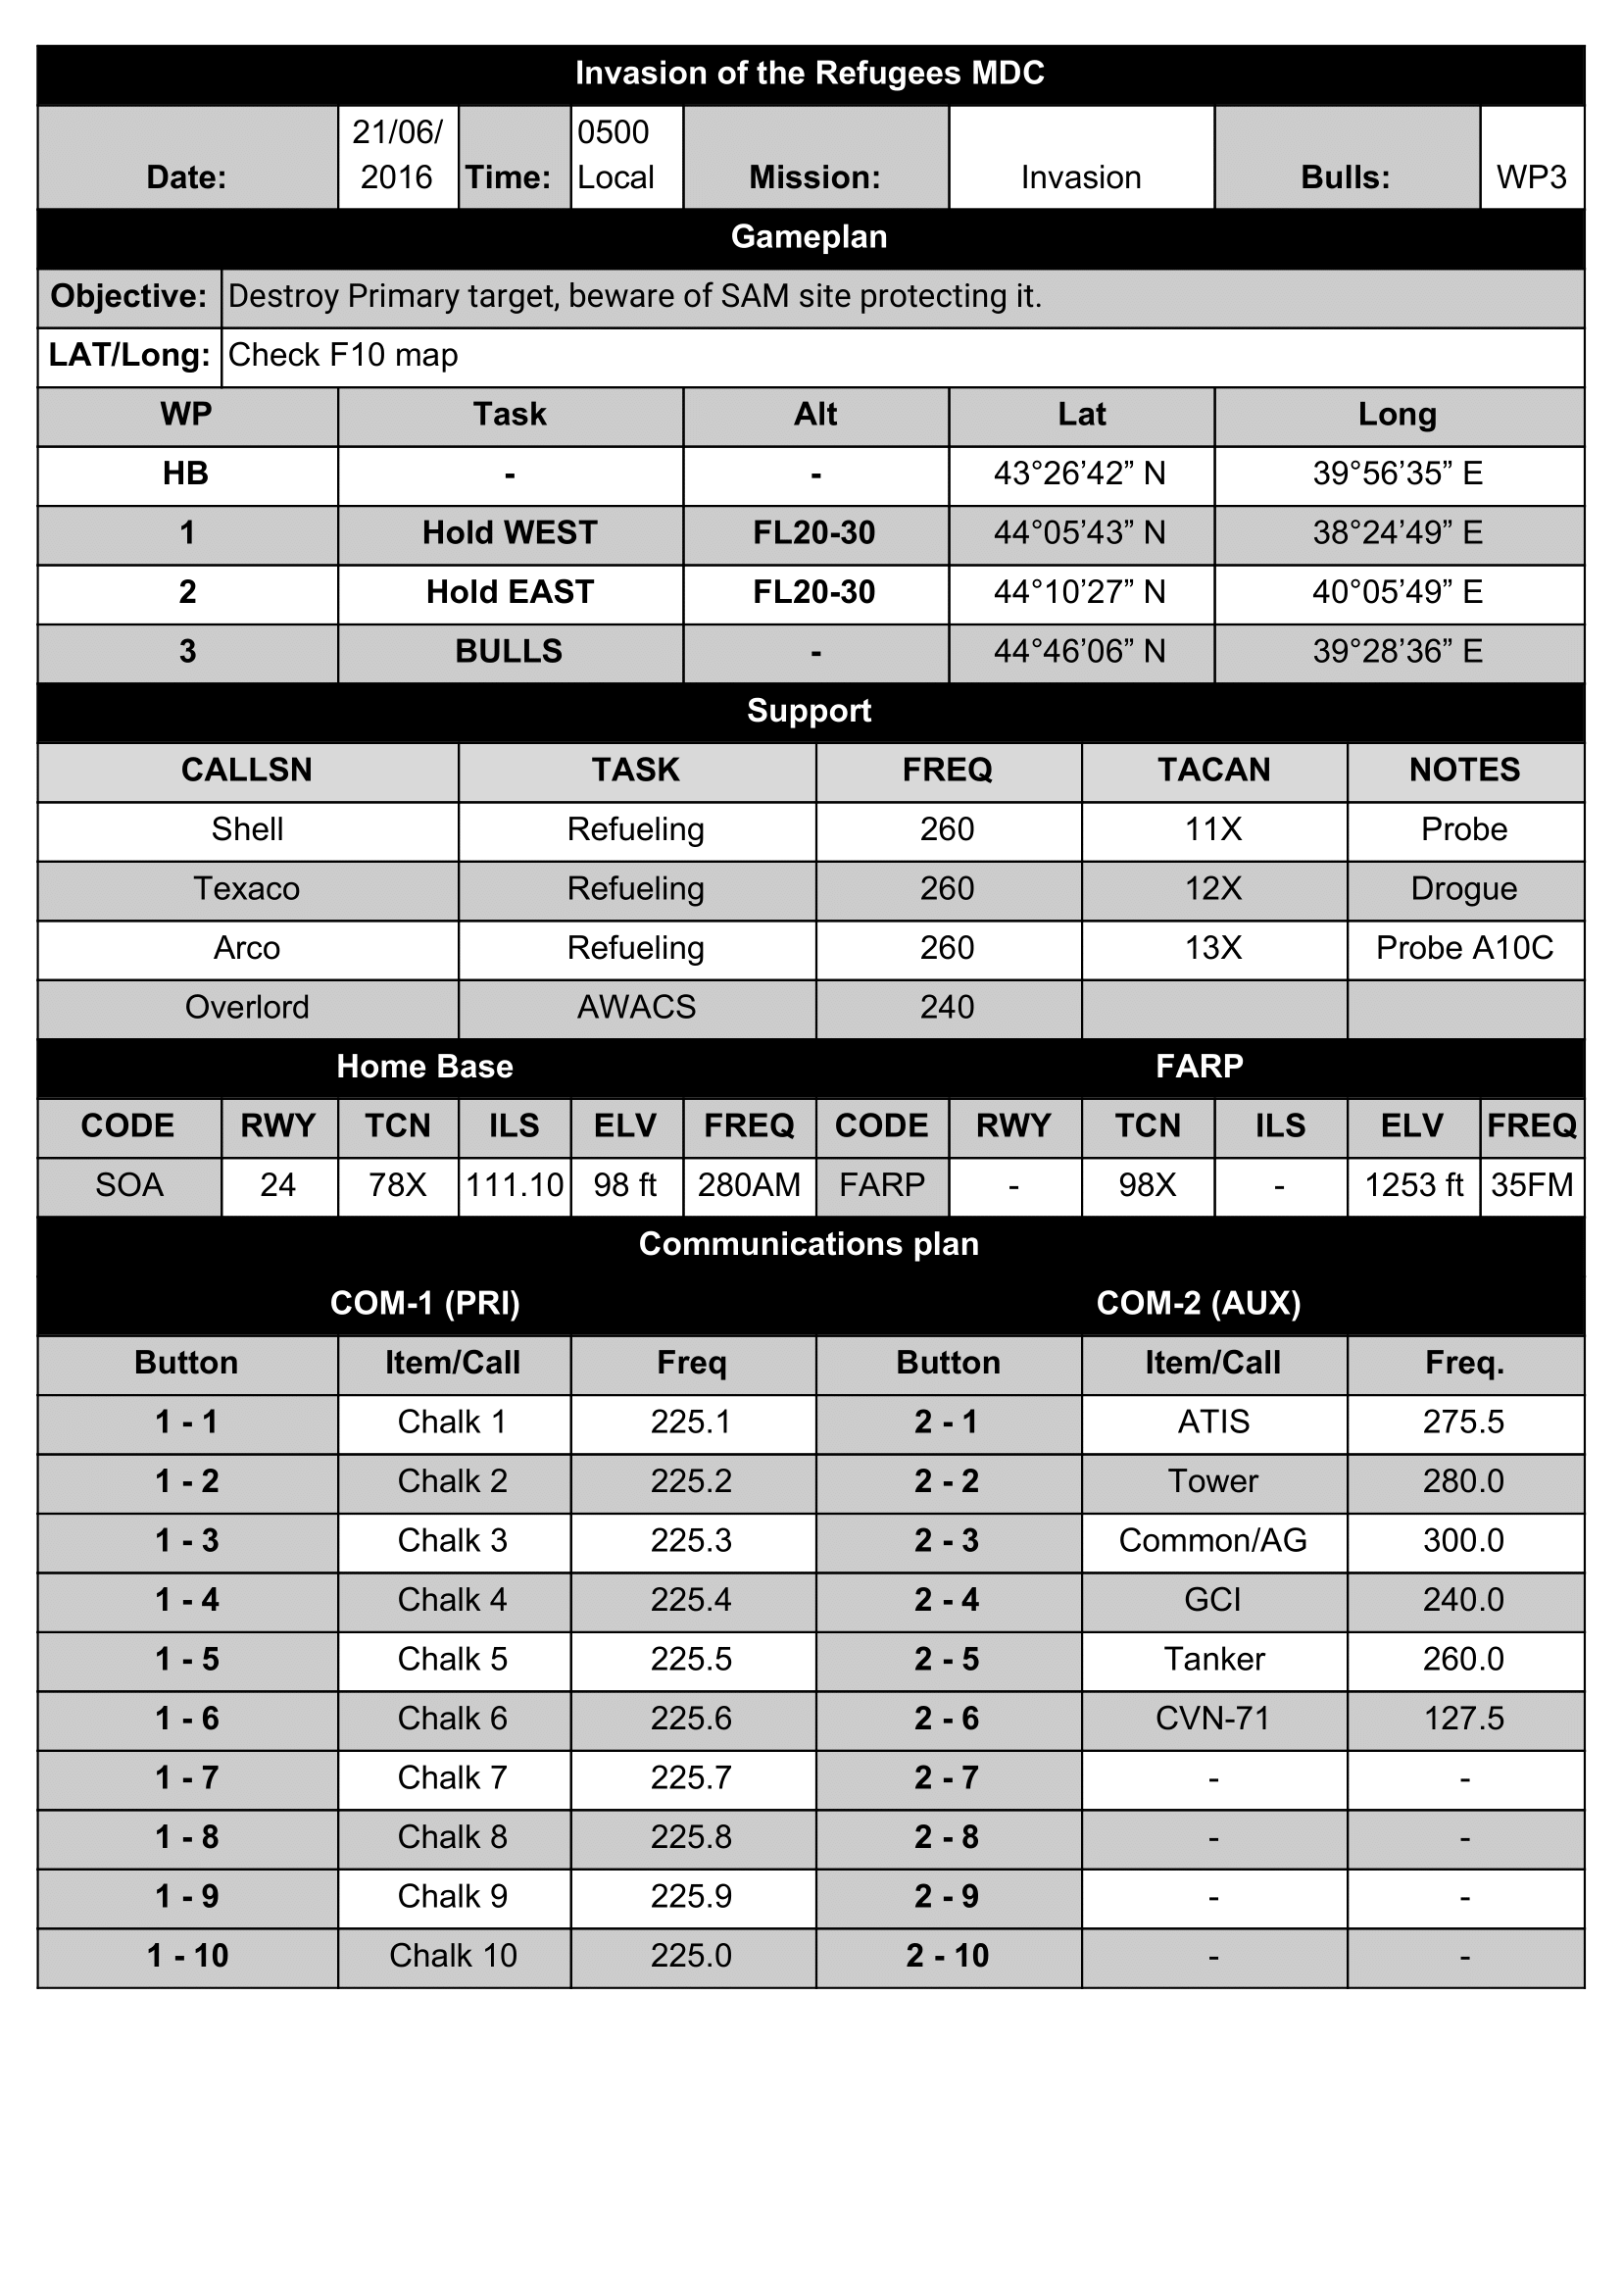 Invasion of the Refugees MDC
Date: 21/06/2016 Time: 0500 Local Mission: Invasion Bulls: WP3
Gameplan
Objective: Destroy Primary target, beware of SAM site protecting it.
LAT/Long: Check F10 map
WP Task Alt Lat Long
HB - - 43°26’42” N 39°56’35” E
1 Hold WEST FL20-30 44°05’43” N 38°24’49” E
2 Hold EAST FL20-30 44°10’27” N 40°05’49” E
3 BULLS - 44°46’06” N 39°28’36” E
Support
CALLSN TASK FREQ TACAN NOTES
Shell Refueling 260 11X Probe
Texaco Refueling 260 12X Drogue
Arco Refueling 260 13X Probe A10C
Overlord AWACS 240
Home Base FARP
CODE RWY TCN ILS ELV FREQ CODE RWY TCN ILS ELV FREQ
SOA 24 78X 111.10 98 ft 280AM FARP - 98X - 1253 ft 35FM
Communications plan
COM-1 (PRI) COM-2 (AUX)
Button Item/Call Freq Button Item/Call Freq.
1 - 1 Chalk 1 225.1 2 - 1 ATIS 275.5
1 - 2 Chalk 2 225.2 2 - 2 Tower 280.0
1 - 3 Chalk 3 225.3 2 - 3 Common/AG 300.0
1 - 4 Chalk 4 225.4 2 - 4 GCI 240.0
1 - 5 Chalk 5 225.5 2 - 5 Tanker 260.0
1 - 6 Chalk 6 225.6 2 - 6 CVN-71 127.5
1 - 7 Chalk 7 225.7 2 - 7 - -
1 - 8 Chalk 8 225.8 2 - 8 - -
1 - 9 Chalk 9 225.9 2 - 9 - -
1 - 10 Chalk 10 225.0 2 - 10 - -